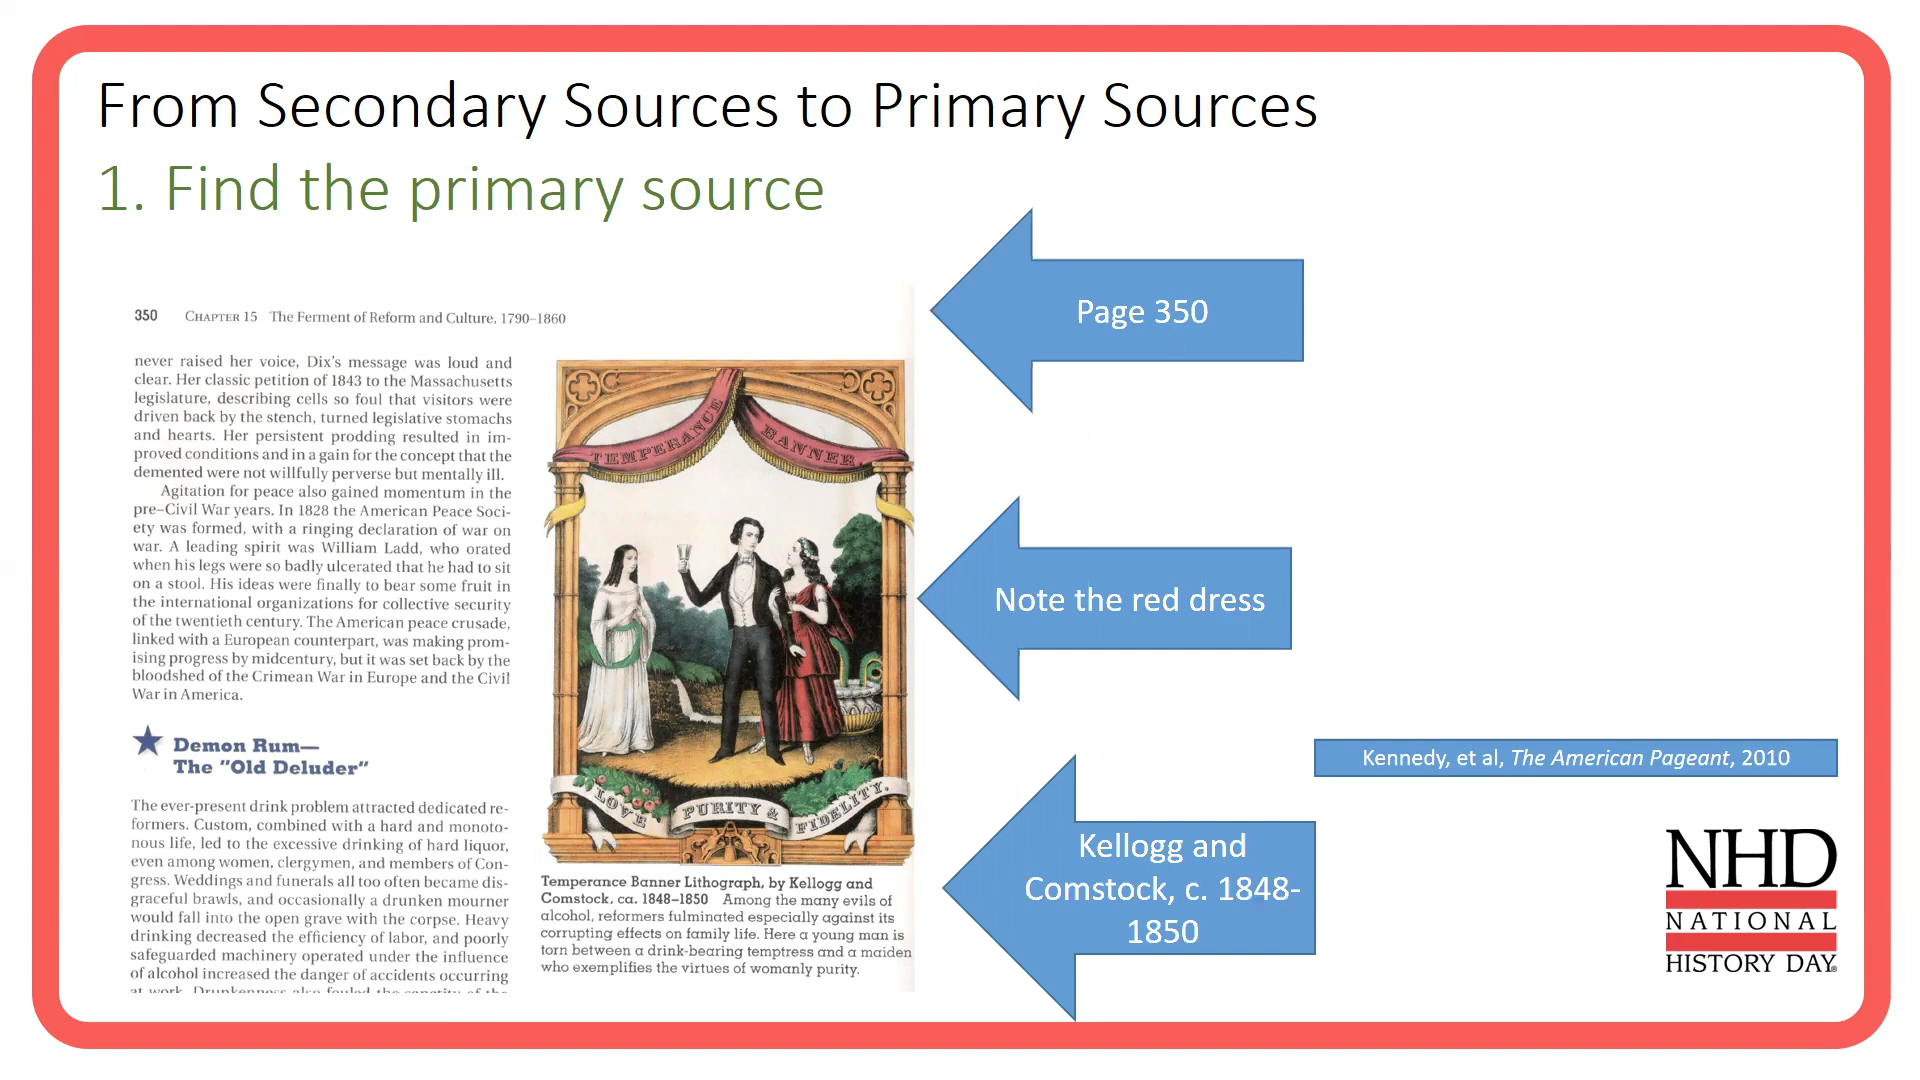 From Secondary Sources to Primary Sources
1. Find the primary source
Page 350
350 CHAPTER 15 The Ferment of Reform and Culture, 1790–1860
never raised her voice, Dix's message was loud and
clear. Her classic petition of 1843 to the Massachusetts
legislature, describing cells so foul that visitors were
driven back by the stench, turned legislative stomachs
and hearts. Her persistent prodding resulted in im-
proved conditions and in a gain for the concept that the
demented were not willfully perverse but mentally ill.
Agitation for peace also gained momentum in the
pre–Civil War years. In 1828 the American Peace Soci-
ety was formed, with a ringing declaration of war on
war. A leading spirit was William Ladd, who orated
when his legs were so badly ulcerated that he had to sit
on a stool. His ideas were finally to bear some fruit in
the international organizations for collective security
of the twentieth century. The American peace crusade,
linked with a European counterpart, was making prom-
ising progress by midcentury, but it was set back by the
bloodshed of the Crimean War in Europe and the Civil
War in America.
Demon Rum—
The "Old Deluder"
The ever-present drink problem attracted dedicated re-
formers. Custom, combined with a hard and monoto-
nous life, led to the excessive drinking of hard liquor,
even among women, clergymen, and members of Con-
gress. Weddings and funerals all too often became dis-
graceful brawls, and occasionally a drunken mourner
would fall into the open grave with the corpse. Heavy
drinking decreased the efficiency of labor, and poorly
safeguarded machinery operated under the influence
of alcohol increased the danger of accidents occurring
at work. Drunkenness also fouled the sanctity of the
TEMPERANCE BANNER.
LOVE PURITY & FIDELITY.
Temperance Banner Lithograph, by Kellogg and
Comstock, ca. 1848–1850 Among the many evils of
alcohol, reformers fulminated especially against its
corrupting effects on family life. Here a young man is
torn between a drink-bearing temptress and a maiden
who exemplifies the virtues of womanly purity.
Note the red dress
Kellogg and
Comstock, c. 1848-
1850
Kennedy, et al, The American Pageant, 2010
NHD
NATIONAL
HISTORY DAY®